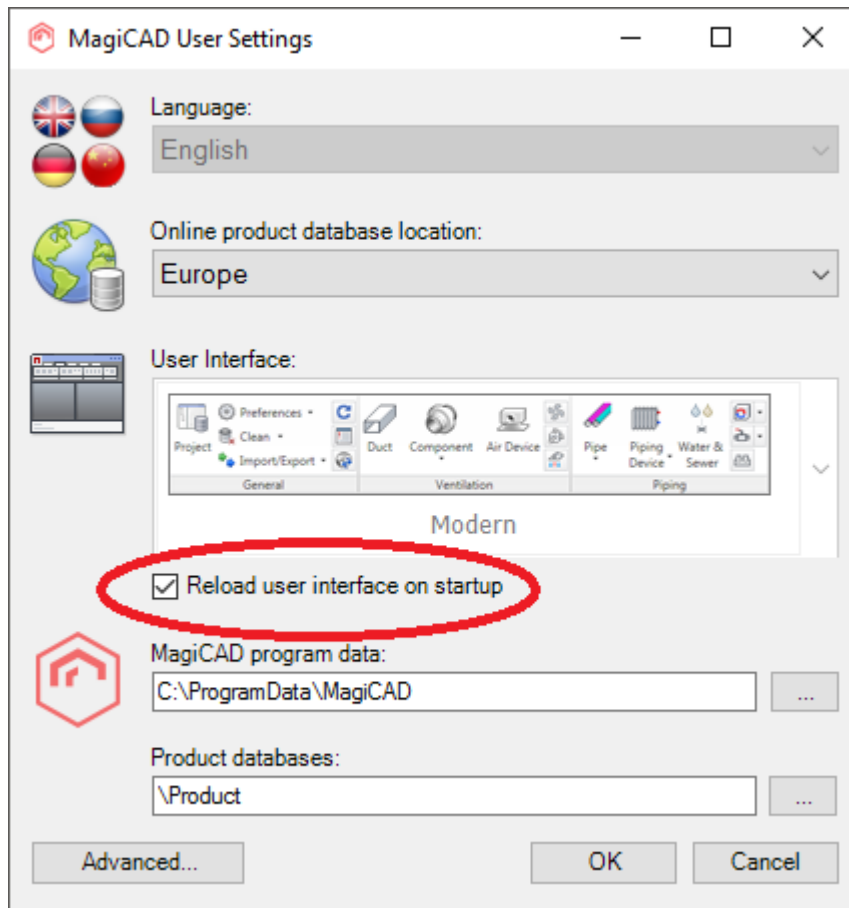 MagiCAD User Settings
Language:
English
Online product database location:
Europe
User Interface:
Project
Preferences
Clean
Import/Export
General
Duct
Component
Air Device
Ventilation
Pipe
Piping Device
Water & Sewer
Piping
Modern
Reload user interface on startup
MagiCAD program data:
C:\ProgramData\MagiCAD
...
Product databases:
\Product
...
Advanced...
OK
Cancel